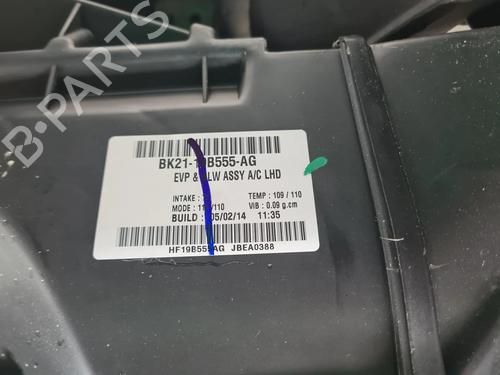 BK21-19B555-AG
EVP & BLW ASSY A/C LHD
INTAKE :
TEMP : 109 / 110
MODE : /110
VIB : 0.09 g.cm
BUILD : 05/02/14 11:35
HF19B555AG JBEA0388
B-PARTS